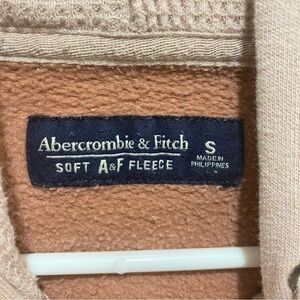 Abercrombie & Fitch
SOFT A&F FLEECE
S
MADE IN
PHILIPPINES